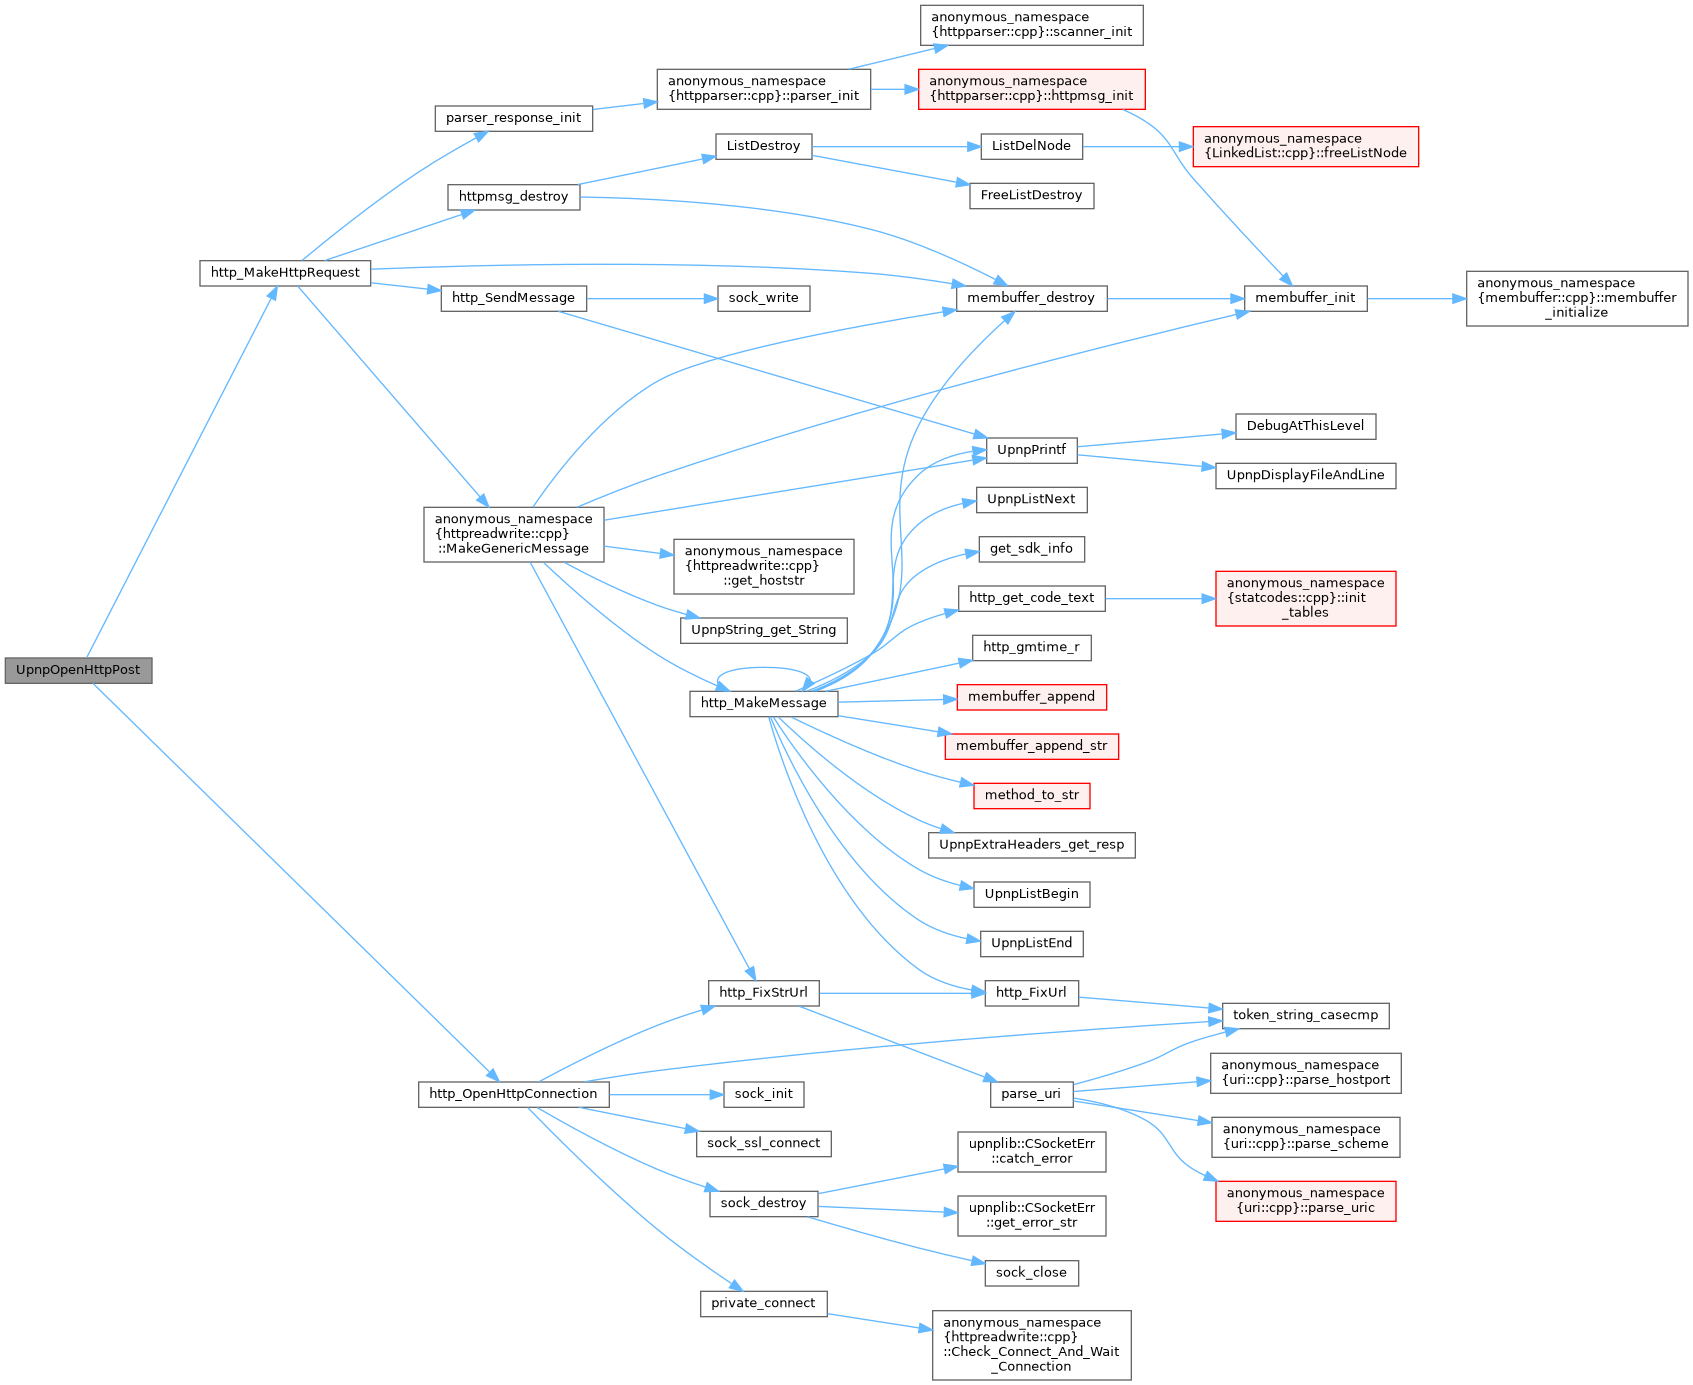 anonymous_namespace
{httpparser::cpp}::scanner_init
anonymous_namespace
{httpparser::cpp}::parser_init
anonymous_namespace
{httpparser::cpp}::httpmsg_init
parser_response_init
ListDestroy
ListDelNode
anonymous_namespace
{LinkedList::cpp}::freeListNode
httpmsg_destroy
FreeListDestroy
http_MakeHttpRequest
http_SendMessage
sock_write
membuffer_destroy
membuffer_init
anonymous_namespace
{membuffer::cpp}::membuffer
_initialize
DebugAtThisLevel
UpnpPrintf
UpnpDisplayFileAndLine
UpnpListNext
anonymous_namespace
{httpreadwrite::cpp}
::MakeGenericMessage
get_sdk_info
anonymous_namespace
{httpreadwrite::cpp}
::get_hoststr
http_get_code_text
anonymous_namespace
{statcodes::cpp}::init
_tables
UpnpString_get_String
http_gmtime_r
UpnpOpenHttpPost
http_MakeMessage
membuffer_append
membuffer_append_str
method_to_str
UpnpExtraHeaders_get_resp
UpnpListBegin
UpnpListEnd
http_FixStrUrl
http_FixUrl
token_string_casecmp
http_OpenHttpConnection
sock_init
parse_uri
anonymous_namespace
{uri::cpp}::parse_hostport
sock_ssl_connect
anonymous_namespace
{uri::cpp}::parse_scheme
upnplib::CSocketErr
::catch_error
anonymous_namespace
{uri::cpp}::parse_uric
sock_destroy
upnplib::CSocketErr
::get_error_str
sock_close
private_connect
anonymous_namespace
{httpreadwrite::cpp}
::Check_Connect_And_Wait
_Connection